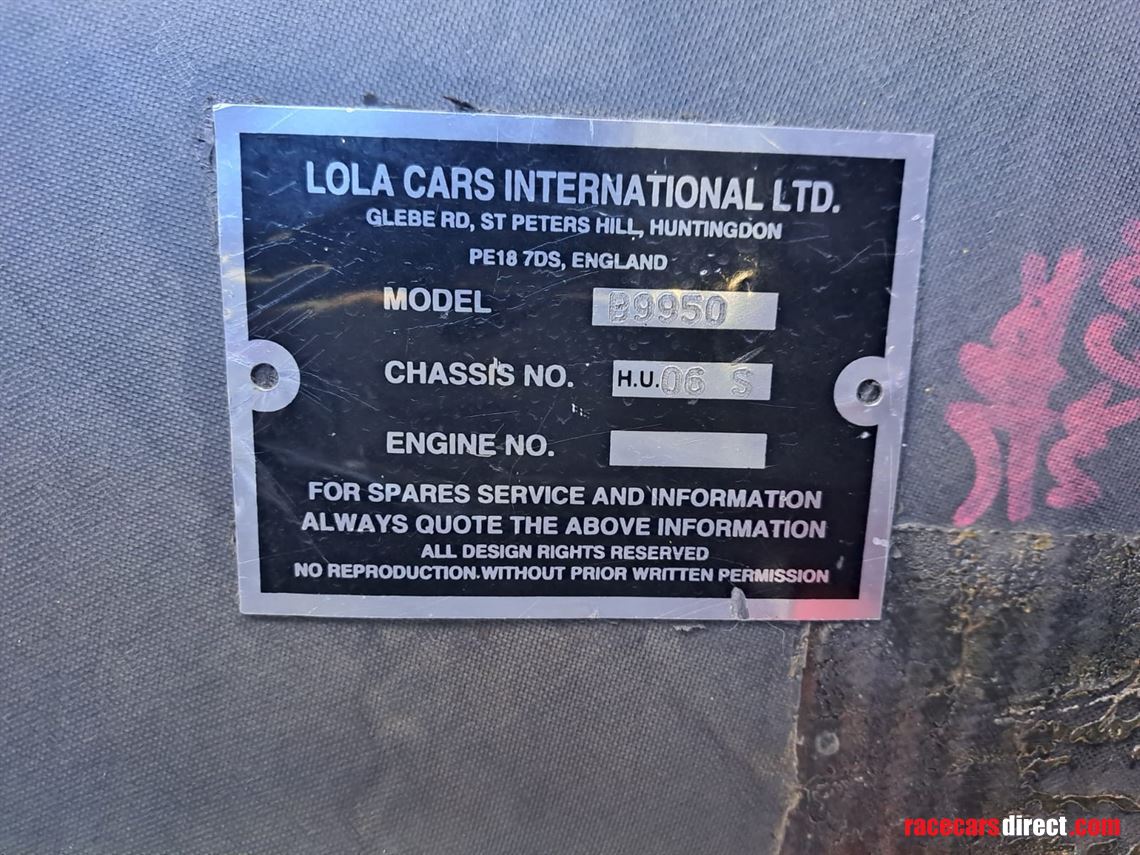 LOLA CARS INTERNATIONAL LTD.
GLEBE RD, ST PETERS HILL, HUNTINGDON
PE18 7DS, ENGLAND
MODEL B9950
CHASSIS NO. H.U. 06 S
ENGINE NO.
FOR SPARES SERVICE AND INFORMATION
ALWAYS QUOTE THE ABOVE INFORMATION
ALL DESIGN RIGHTS RESERVED
NO REPRODUCTION.WITHOUT PRIOR WRITTEN PERMISSION
racecarsdirect.com